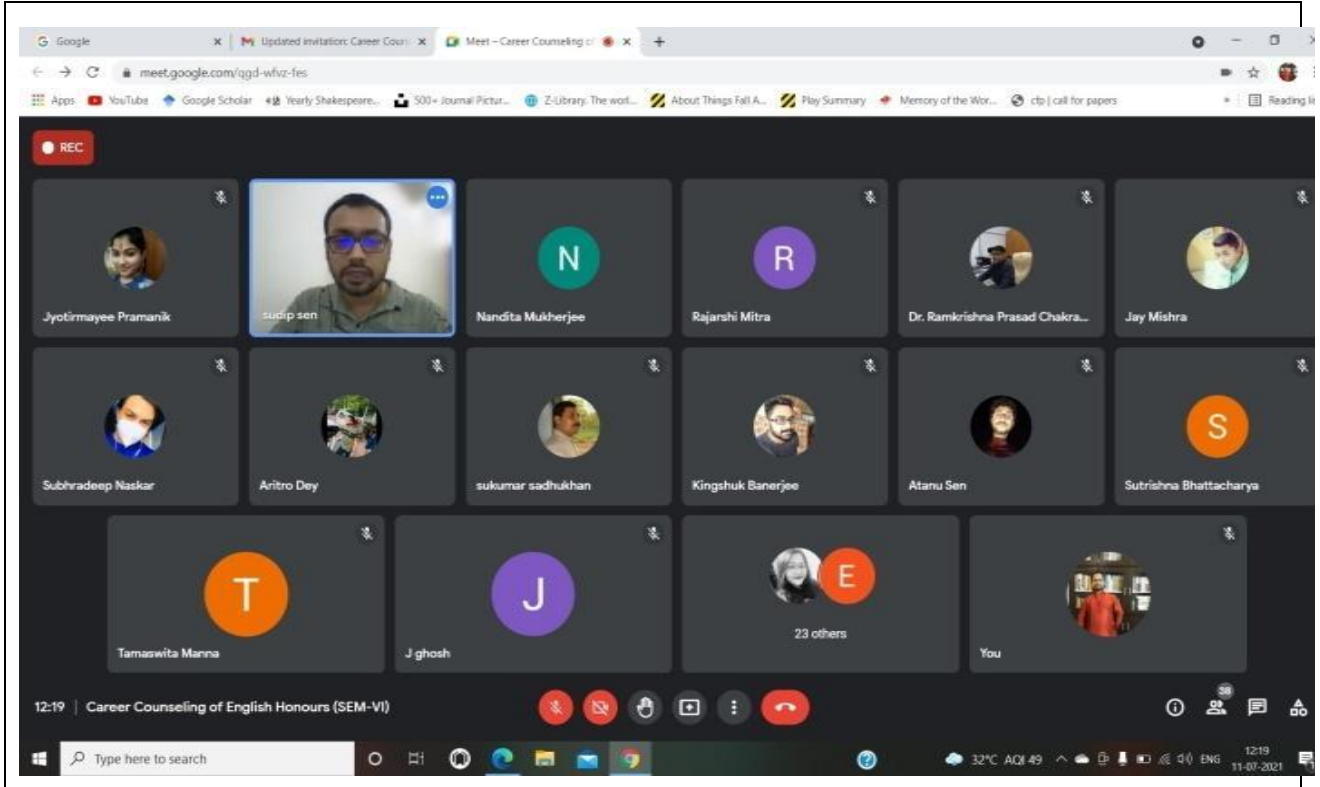 Google
Updated invitation: Career Coun
Meet – Career Counseling of
meet.google.com/qgd-wfvz-fes
Apps YouTube Google Scholar Yearly Shakespeare... 500+ Journal Pictur... Z-Library. The worl... About Things Fall A... Play Summary Memory of the Wor... cfp | call for papers Reading lis
REC
Jyotirmayee Pramanik sudip sen N Nandita Mukherjee R Rajarshi Mitra Dr. Ramkrishna Prasad Chakra... Jay Mishra
Subhradeep Naskar Aritro Dey sukumar sadhukhan Kingshuk Banerjee Atanu Sen S Sutrishna Bhattacharya
T Tamaswita Manna J J ghosh E 23 others You
12:19 | Career Counseling of English Honours (SEM-VI) 38
Type here to search 32°C AQI 49 ENG 12:19
11-07-2021